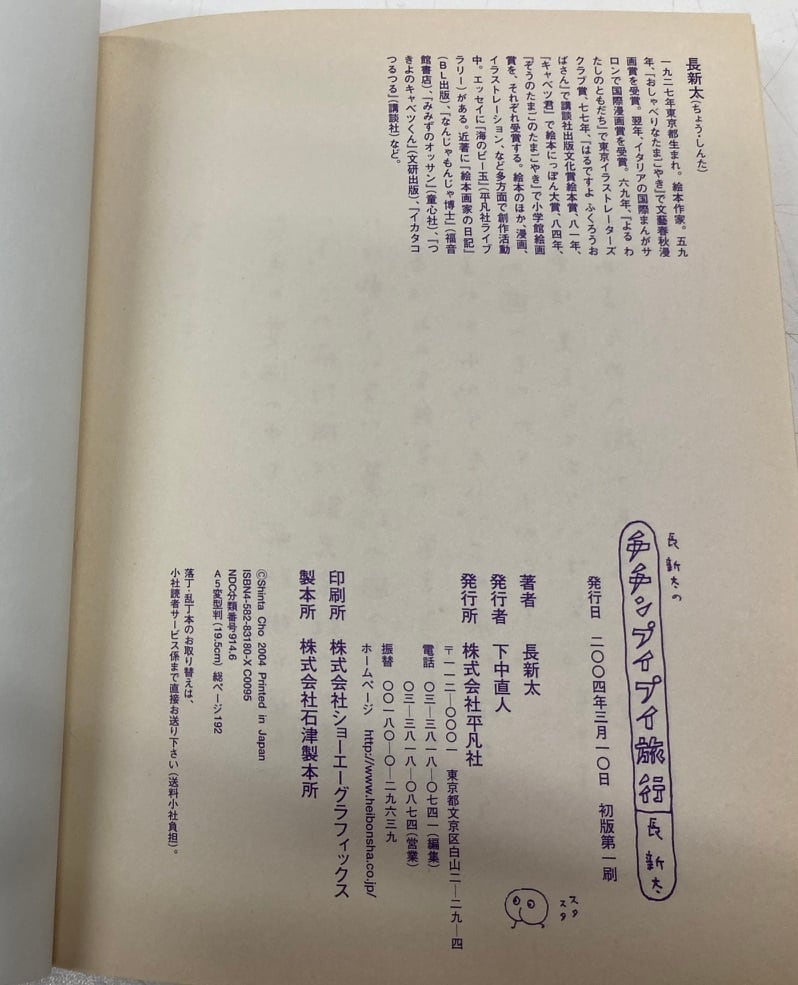 長新太(ちょう・しんた)
一九二七年東京都生まれ。絵本作家。五九
年、『おしゃべりなたまごやき』で文藝春秋漫
画賞を受賞。翌年、イタリアの国際まんがサ
ロンで国際漫画賞を受賞。六九年、『よる わ
たしのともだち』で東京イラストレーターズ
クラブ賞、七七年、『はるですよ ふくろうお
ばさん』で講談社出版文化賞絵本賞、八一年、
『キャベツ君』で絵本にっぽん大賞、八四年、
『ぞうのたまごのたまごやき』で小学館絵画
賞を、それぞれ受賞する。絵本のほか、漫画、
イラストレーション、など多方面で創作活動
中。エッセイに『海のビー玉』(平凡社ライブ
ラリー)がある。近著に『絵本画家の日記』
(BL出版)、『なんじゃもんじゃ博士』(福音
館書店)、『みみずのオッサン』(童心社)、『つ
きよのキャベツくん』(文研出版)、『イカタコ
つるつる』(講談社)など。
長新太の
チチンプイプイ旅行
長新太
発行日 二〇〇四年三月一〇日 初版第一刷
著者 長新太
発行者 下中直人
発行所 株式会社平凡社
〒一一二―〇〇〇一 東京都文京区白山二―二九―四
電話 〇三―三八一八―〇七四一(編集)
〇三―三八一八―〇八七四(営業)
振替 〇〇一八〇―〇―二九六三九
ホームページ http://www.heibonsha.co.jp/
印刷所 株式会社ショーエーグラフィックス
製本所 株式会社石津製本所
©Shinta Cho 2004 Printed in Japan
ISBN4-582-83180-X C0095
NDC分類番号914.6
A5変型判(19.5cm) 総ページ192
落丁・乱丁本のお取り替えは、
小社読者サービス係まで直接お送り下さい(送料小社負担)。
スタ
スタ